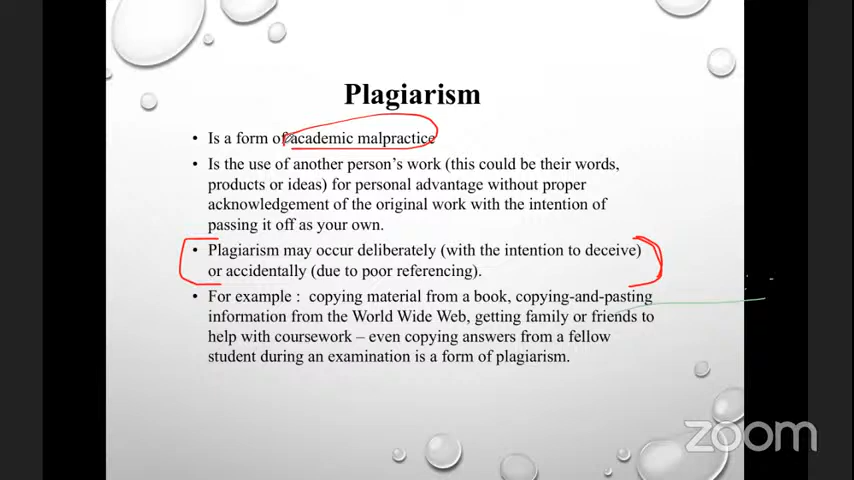 Plagiarism
• Is a form of academic malpractice
• Is the use of another person's work (this could be their words,
products or ideas) for personal advantage without proper
acknowledgement of the original work with the intention of
passing it off as your own.
• Plagiarism may occur deliberately (with the intention to deceive)
or accidentally (due to poor referencing).
• For example : copying material from a book, copying-and-pasting
information from the World Wide Web, getting family or friends to
help with coursework – even copying answers from a fellow
student during an examination is a form of plagiarism.
zoom